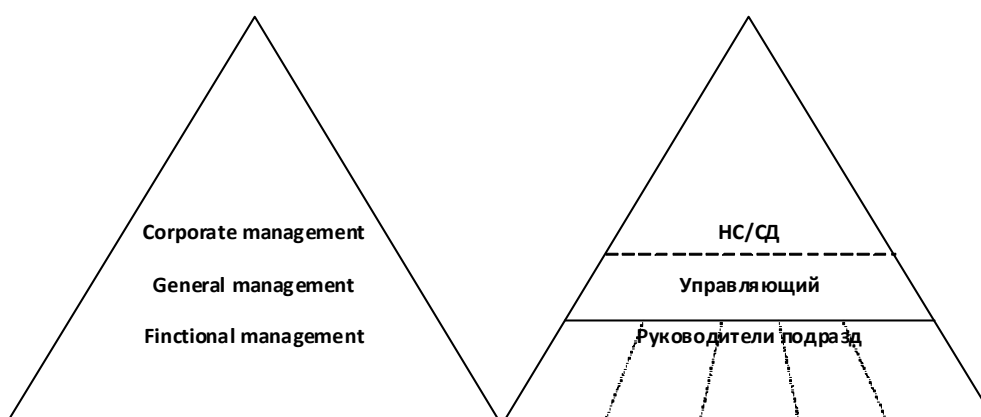 Corporate management
General management
Finctional management
НС/СД
Управляющий
Руководители подразд